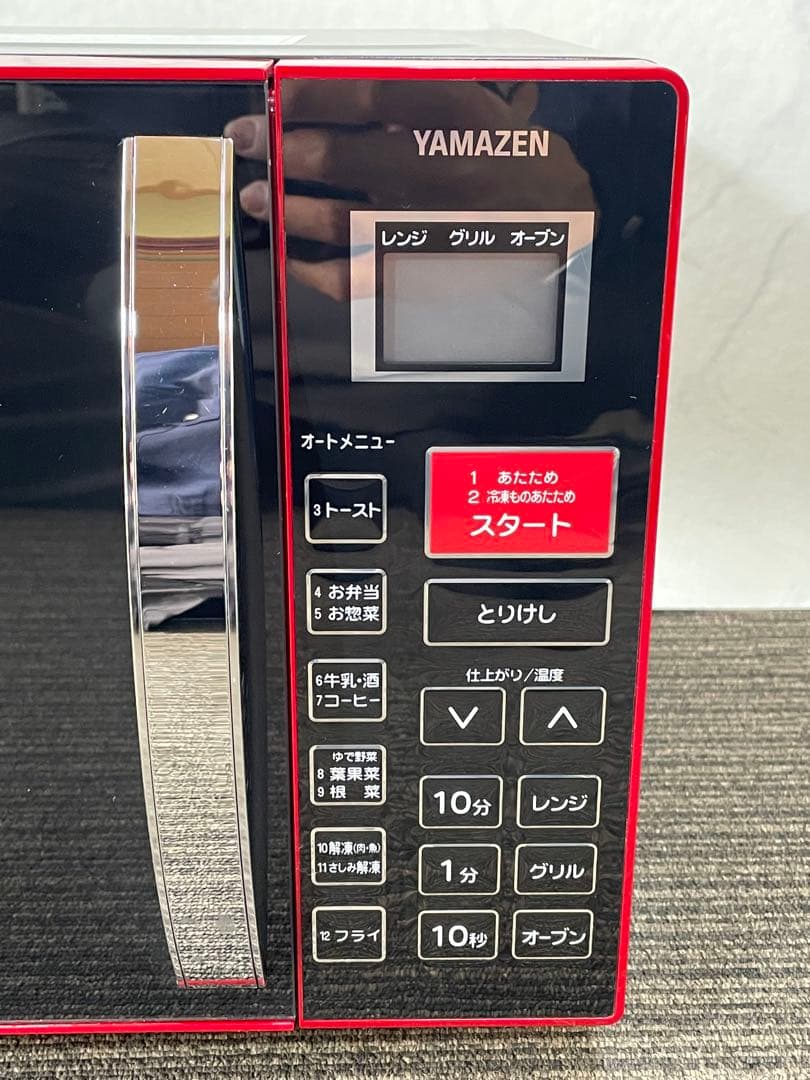 YAMAZEN
レンジ グリル オーブン
オートメニュー
1 あたため
2 冷凍ものあたため
スタート
3 トースト
4 お弁当
5 お惣菜
とりけし
6 牛乳・酒
7 コーヒー
仕上がり/温度
ゆで野菜
8 葉果菜
9 根 菜
10分 レンジ
10 解凍(肉・魚)
11 さしみ解凍
1分 グリル
12 フライ
10秒 オーブン